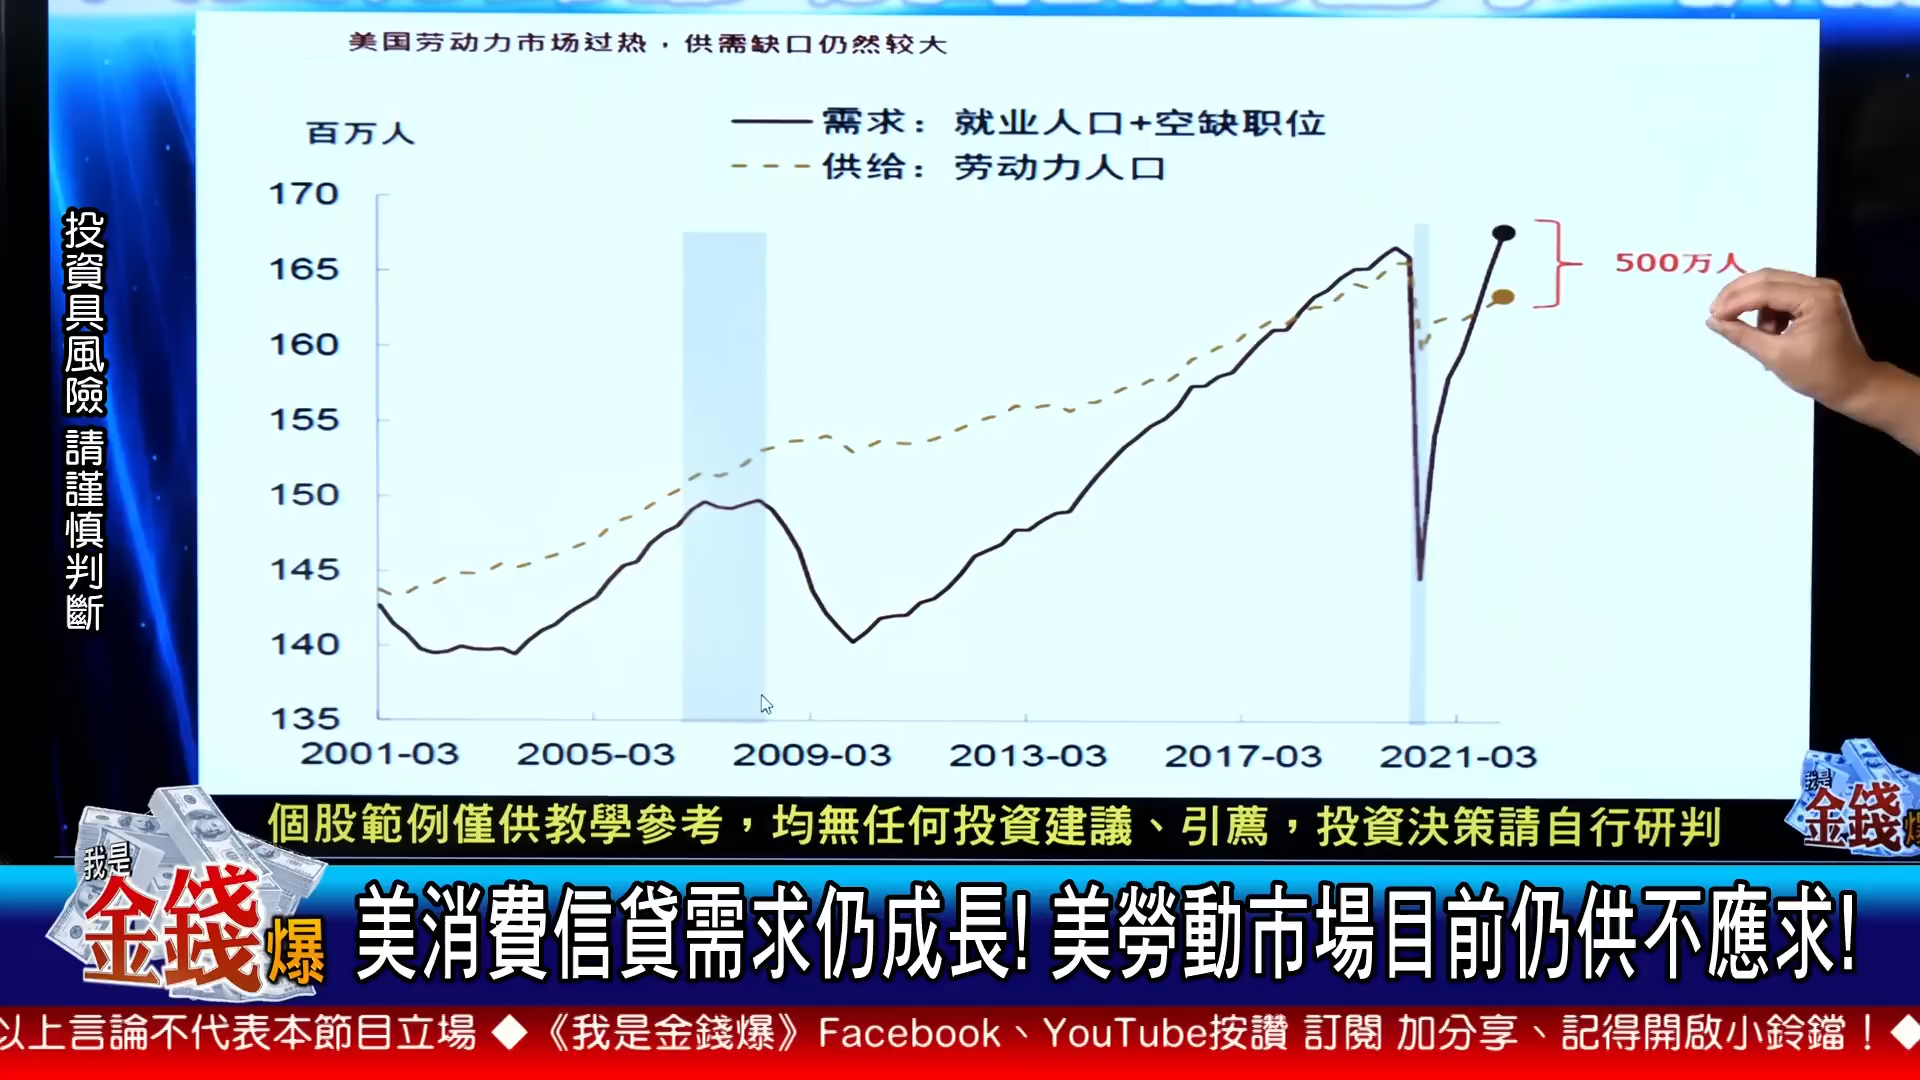 美国劳动力市场过热，供需缺口仍然较大
百万人
需求：就业人口+空缺职位
供给：劳动力人口
170
165
160
155
150
145
140
135
2001-03
2005-03
2009-03
2013-03
2017-03
2021-03
500万人
投資具風險 請謹慎判斷
個股範例僅供教學參考，均無任何投資建議、引薦，投資決策請自行研判
我是
金錢爆
我是
金錢爆
美消費信貸需求仍成長! 美勞動市場目前仍供不應求!
以上言論不代表本節目立場 ◆《我是金錢爆》Facebook、YouTube按讚 訂閱 加分享、記得開啟小鈴鐺！◆